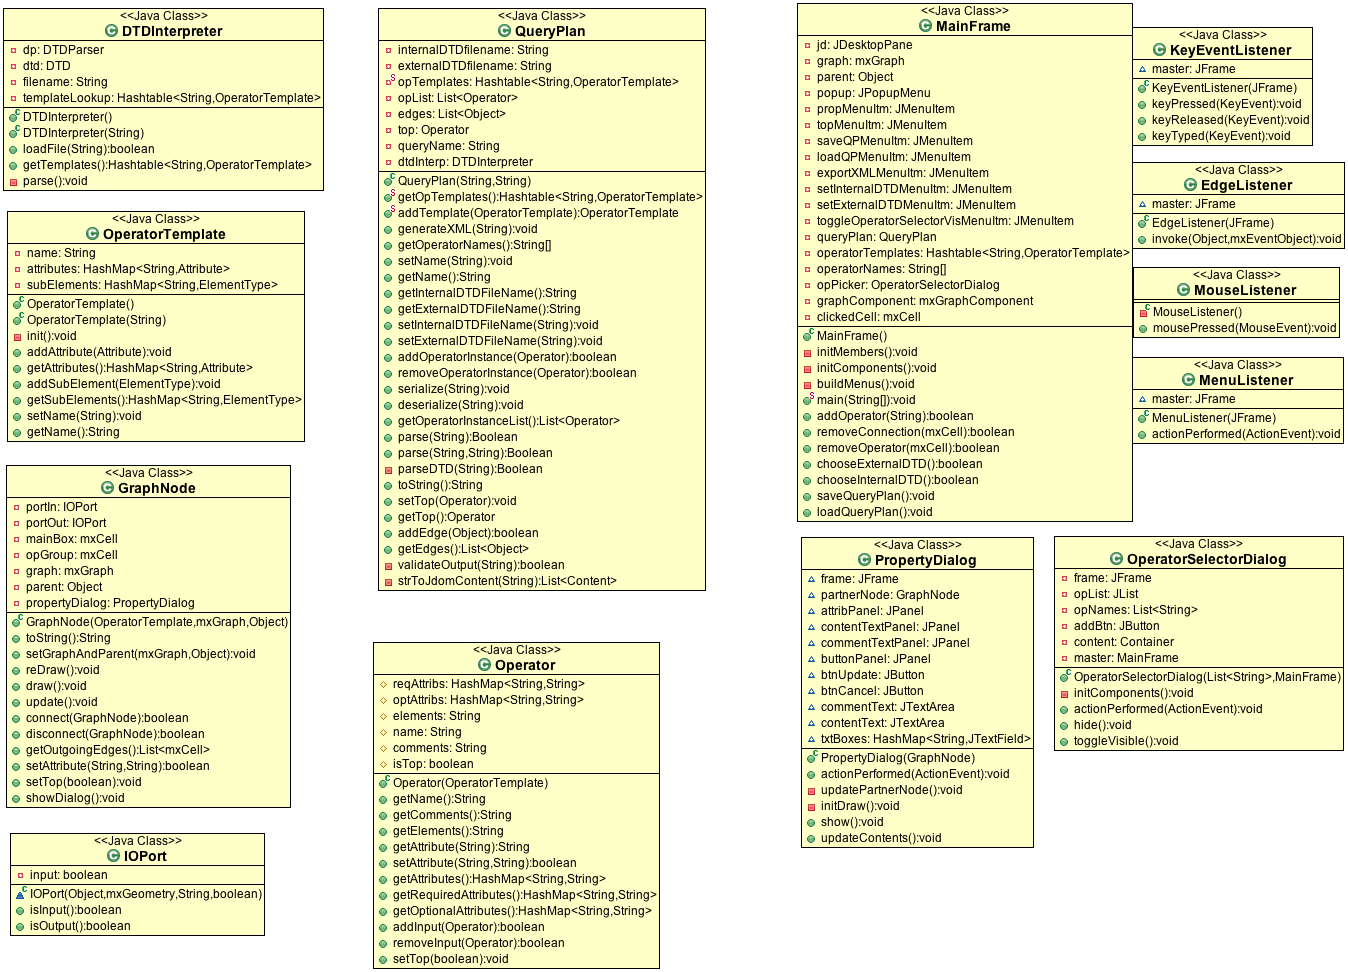 <<Java Class>>
DTDInterpreter
dp: DTDParser
dtd: DTD
filename: String
templateLookup: Hashtable<String,OperatorTemplate>
DTDInterpreter()
DTDInterpreter(String)
loadFile(String):boolean
getTemplates():Hashtable<String,OperatorTemplate>
parse():void
<<Java Class>>
OperatorTemplate
name: String
attributes: HashMap<String,Attribute>
subElements: HashMap<String,ElementType>
OperatorTemplate()
OperatorTemplate(String)
init():void
addAttribute(Attribute):void
getAttributes():HashMap<String,Attribute>
addSubElement(ElementType):void
getSubElements():HashMap<String,ElementType>
setName(String):void
getName():String
<<Java Class>>
GraphNode
portIn: IOPort
portOut: IOPort
mainBox: mxCell
opGroup: mxCell
graph: mxGraph
parent: Object
propertyDialog: PropertyDialog
GraphNode(OperatorTemplate,mxGraph,Object)
toString():String
setGraphAndParent(mxGraph,Object):void
reDraw():void
draw():void
update():void
connect(GraphNode):boolean
disconnect(GraphNode):boolean
getOutgoingEdges():List<mxCell>
setAttribute(String,String):boolean
setTop(boolean):void
showDialog():void
<<Java Class>>
IOPort
input: boolean
IOPort(Object,mxGeometry,String,boolean)
isInput():boolean
isOutput():boolean
<<Java Class>>
QueryPlan
internalDTDfilename: String
externalDTDfilename: String
opTemplates: Hashtable<String,OperatorTemplate>
opList: List<Operator>
edges: List<Object>
top: Operator
queryName: String
dtdInterp: DTDInterpreter
QueryPlan(String,String)
getOpTemplates():Hashtable<String,OperatorTemplate>
addTemplate(OperatorTemplate):OperatorTemplate
generateXML(String):void
getOperatorNames():String[]
setName(String):void
getName():String
getInternalDTDFileName():String
getExternalDTDFileName():String
setInternalDTDFileName(String):void
setExternalDTDFileName(String):void
addOperatorInstance(Operator):boolean
removeOperatorInstance(Operator):boolean
serialize(String):void
deserialize(String):void
getOperatorInstanceList():List<Operator>
parse(String):Boolean
parse(String,String):Boolean
parseDTD(String):Boolean
toString():String
setTop(Operator):void
getTop():Operator
addEdge(Object):boolean
getEdges():List<Object>
validateOutput(String):boolean
strToJdomContent(String):List<Content>
<<Java Class>>
Operator
reqAttribs: HashMap<String,String>
optAttribs: HashMap<String,String>
elements: String
name: String
comments: String
isTop: boolean
Operator(OperatorTemplate)
getName():String
getComments():String
getElements():String
getAttribute(String):String
setAttribute(String,String):boolean
getAttributes():HashMap<String,String>
getRequiredAttributes():HashMap<String,String>
getOptionalAttributes():HashMap<String,String>
addInput(Operator):boolean
removeInput(Operator):boolean
setTop(boolean):void
<<Java Class>>
MainFrame
jd: JDesktopPane
graph: mxGraph
parent: Object
popup: JPopupMenu
propMenuItm: JMenuItem
topMenuItm: JMenuItem
saveQPMenuItm: JMenuItem
loadQPMenuItm: JMenuItem
exportXMLMenuItm: JMenuItem
setInternalDTDMenuItm: JMenuItem
setExternalDTDMenuItm: JMenuItem
toggleOperatorSelectorVisMenuItm: JMenuItem
queryPlan: QueryPlan
operatorTemplates: Hashtable<String,OperatorTemplate>
operatorNames: String[]
opPicker: OperatorSelectorDialog
graphComponent: mxGraphComponent
clickedCell: mxCell
MainFrame()
initMembers():void
initComponents():void
buildMenus():void
main(String[]):void
addOperator(String):boolean
removeConnection(mxCell):boolean
removeOperator(mxCell):boolean
chooseExternalDTD():boolean
chooseInternalDTD():boolean
saveQueryPlan():void
loadQueryPlan():void
<<Java Class>>
KeyEventListener
master: JFrame
KeyEventListener(JFrame)
keyPressed(KeyEvent):void
keyReleased(KeyEvent):void
keyTyped(KeyEvent):void
<<Java Class>>
EdgeListener
master: JFrame
EdgeListener(JFrame)
invoke(Object,mxEventObject):void
<<Java Class>>
MouseListener
MouseListener()
mousePressed(MouseEvent):void
<<Java Class>>
MenuListener
master: JFrame
MenuListener(JFrame)
actionPerformed(ActionEvent):void
<<Java Class>>
PropertyDialog
frame: JFrame
partnerNode: GraphNode
attribPanel: JPanel
contentTextPanel: JPanel
commentTextPanel: JPanel
buttonPanel: JPanel
btnUpdate: JButton
btnCancel: JButton
commentText: JTextArea
contentText: JTextArea
txtBoxes: HashMap<String,JTextField>
PropertyDialog(GraphNode)
actionPerformed(ActionEvent):void
updatePartnerNode():void
initDraw():void
show():void
updateContents():void
<<Java Class>>
OperatorSelectorDialog
frame: JFrame
opList: JList
opNames: List<String>
addBtn: JButton
content: Container
master: MainFrame
OperatorSelectorDialog(List<String>,MainFrame)
initComponents():void
actionPerformed(ActionEvent):void
hide():void
toggleVisible():void